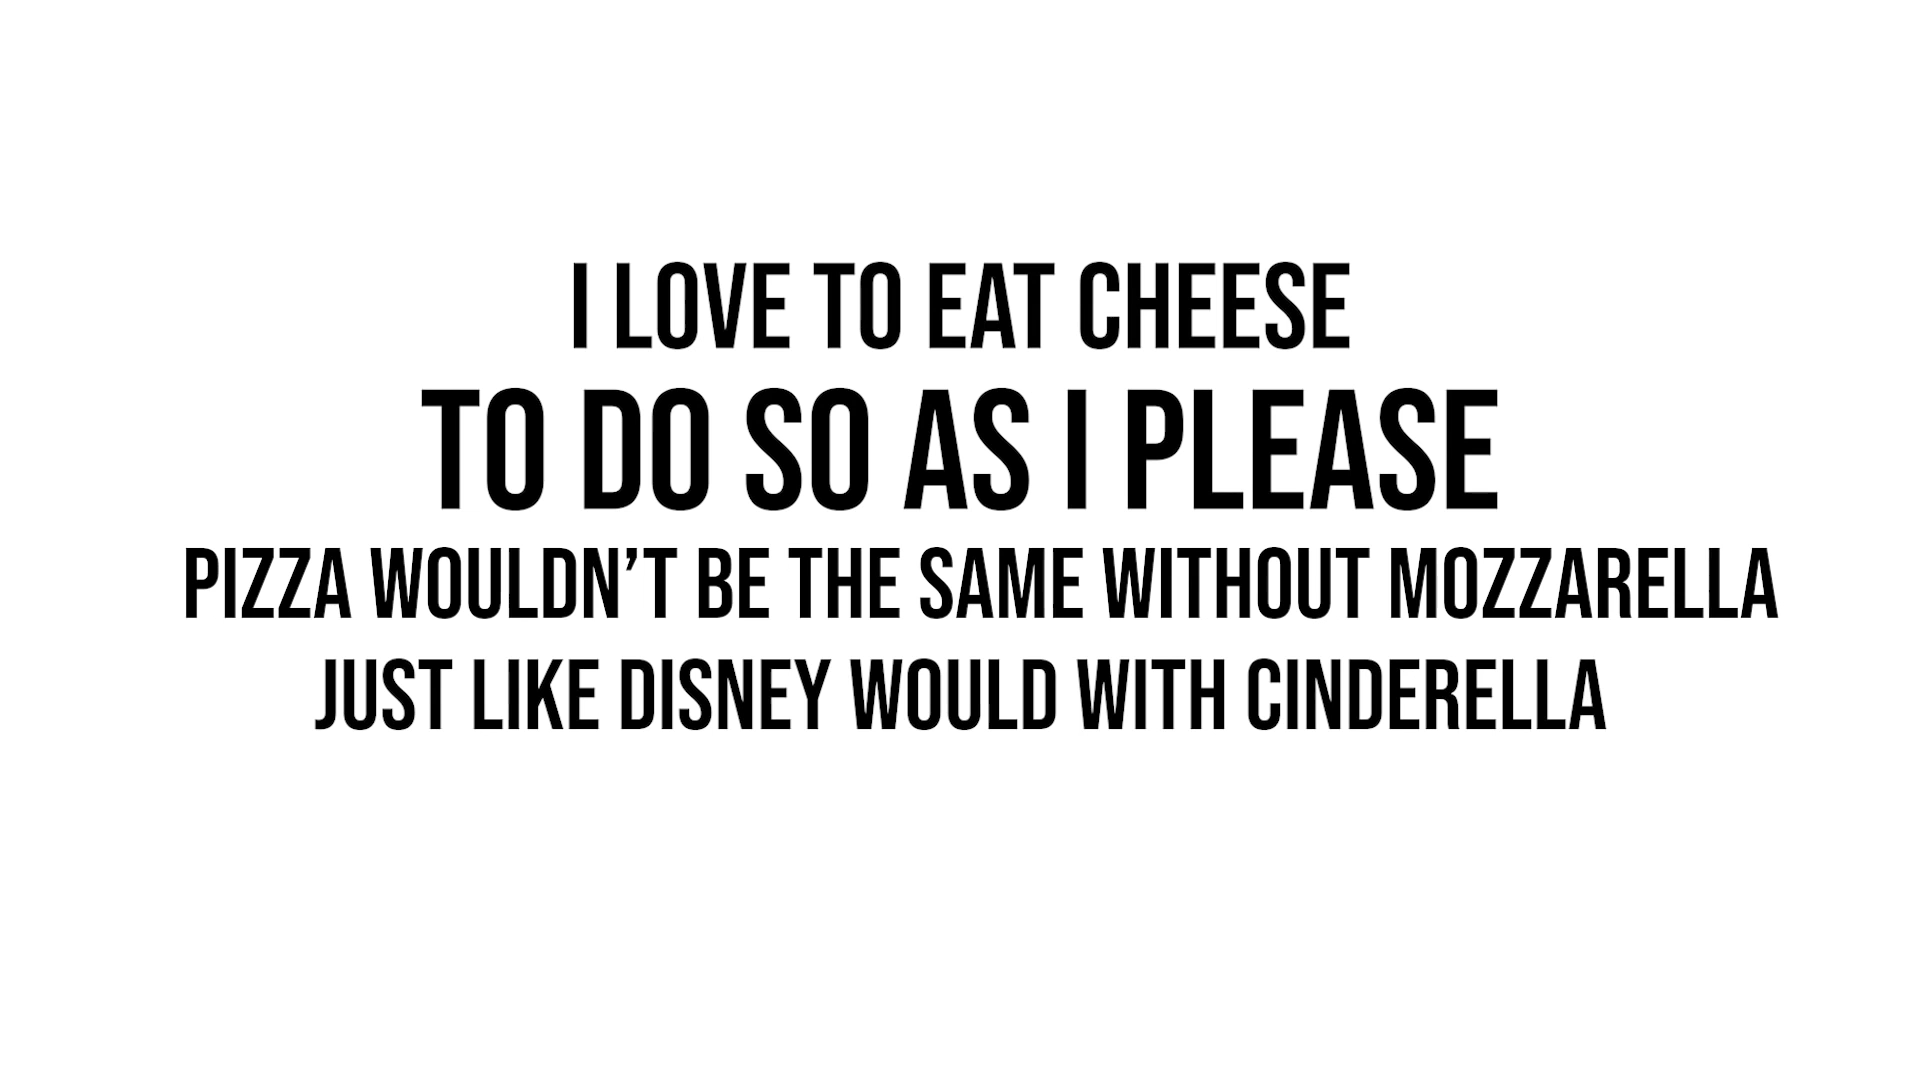 I LOVE TO EAT CHEESE
TO DO SO AS I PLEASE
PIZZA WOULDN’T BE THE SAME WITHOUT MOZZARELLA
JUST LIKE DISNEY WOULD WITH CINDERELLA